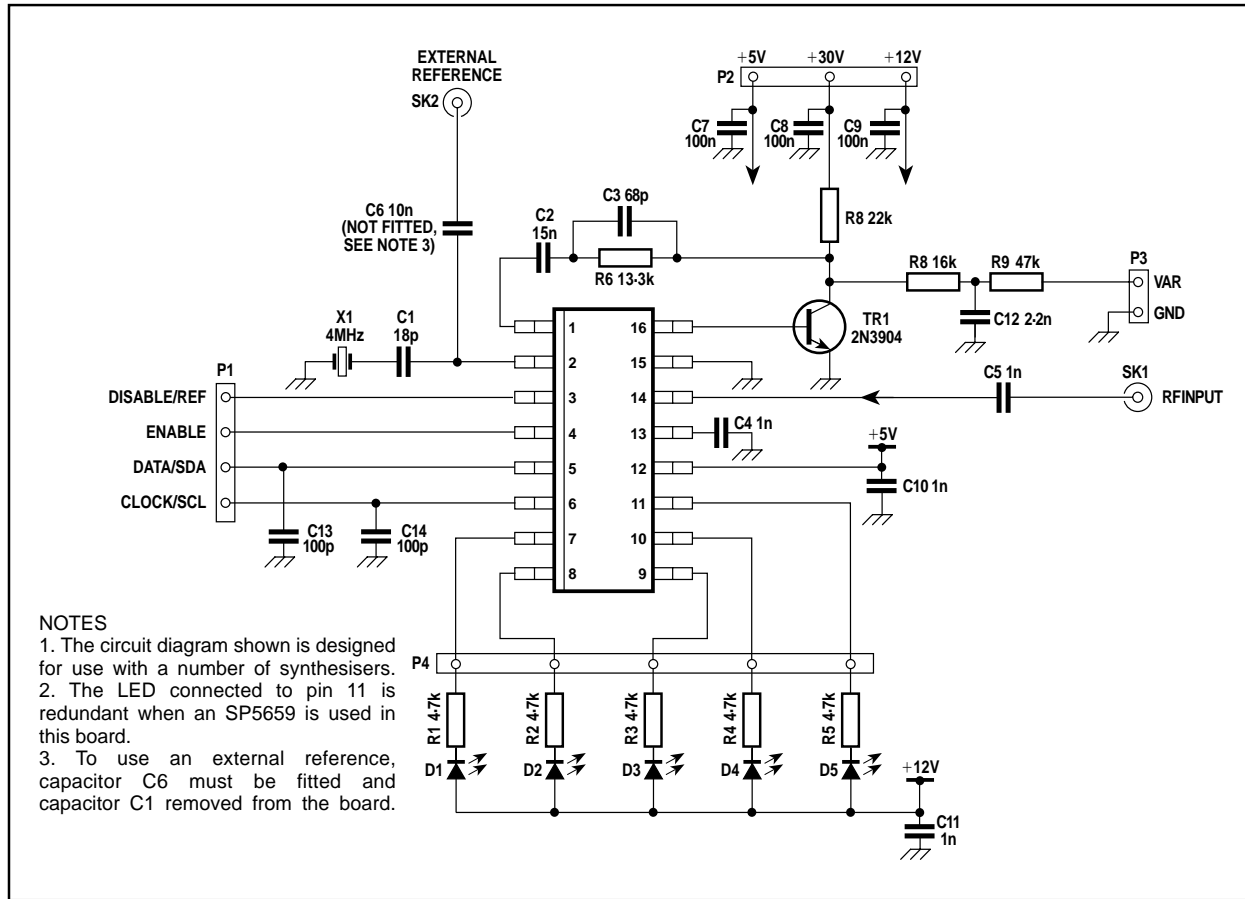 EXTERNAL
REFERENCE
SK2
+5V
+30V
+12V
P2
C7
100n
C8
100n
C9
100n
C6 10n
(NOT FITTED,
SEE NOTE 3)
C2
15n
C3 68p
R6 13·3k
R8 22k
R8 16k
R9 47k
P3
VAR
GND
C12 2·2n
TR1
2N3904
X1
4MHz
C1
18p
1
2
3
4
5
6
7
8
16
15
14
13
12
11
10
9
C5 1n
SK1
RFINPUT
C4 1n
+5V
C10 1n
P1
DISABLE/REF
ENABLE
DATA/SDA
CLOCK/SCL
C13
100p
C14
100p
P4
R1 4·7k
R2 4·7k
R3 4·7k
R4 4·7k
R5 4·7k
D1
D2
D3
D4
D5
+12V
C11
1n
NOTES
1. The circuit diagram shown is designed
for use with a number of synthesisers.
2. The LED connected to pin 11 is
redundant when an SP5659 is used in
this board.
3. To use an external reference,
capacitor C6 must be fitted and
capacitor C1 removed from the board.